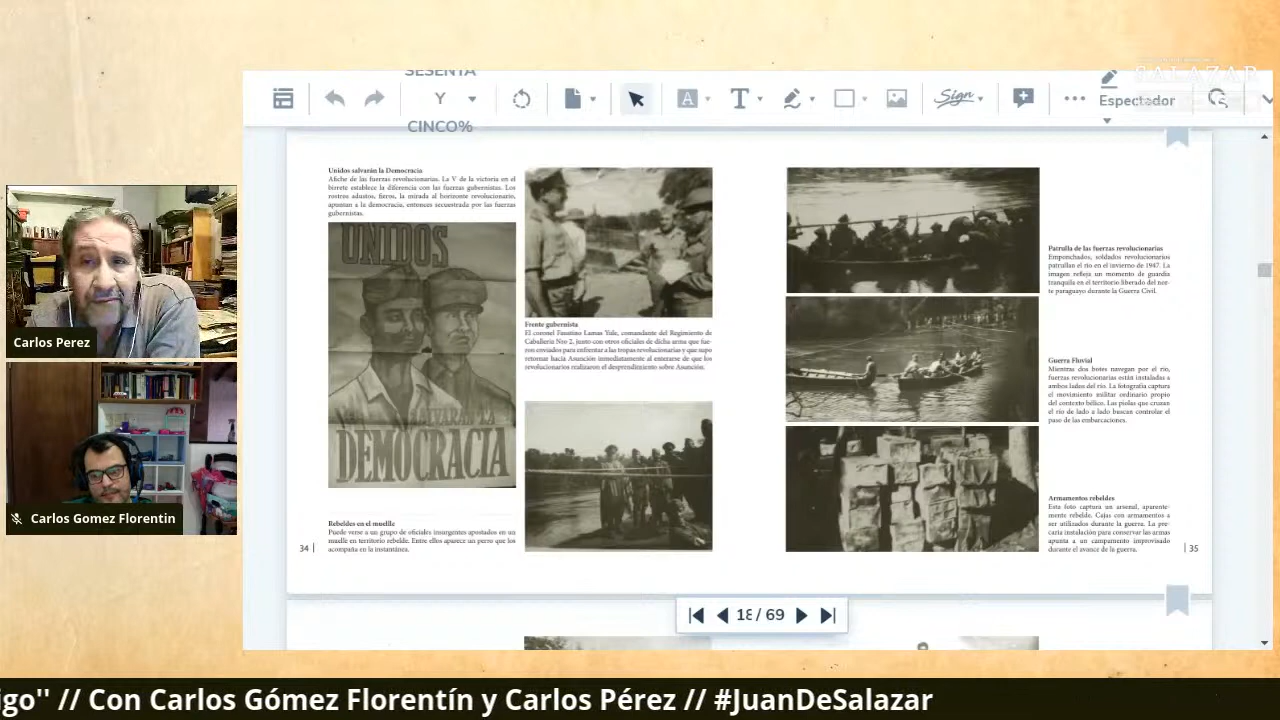 SALAZAR
SESENTA
Y
CINCO%
Sign
Espectador
Unidos salvarán la Democracia
Afiche de las fuerzas revolucionarias. La V de la victoria en el
birrete establece la diferencia con las fuerzas gubernistas. Los
rostros adustos, fieros, la mirada al horizonte revolucionario,
apuntan a la democracia, entonces secuestrada por las fuerzas
gubernistas.
UNIDOS
DEMOCRACIA
Rebeldes en el muelle
Puede verse a un grupo de oficiales insurgentes apostados en un
muelle en territorio rebelde. Entre ellos aparece un perro que los
acompaña en la instantánea.
34 |
Frente gubernista
El coronel Faustino Lamas Yule, comandante del Regimiento de
Caballería Nro 2, junto con otros oficiales de dicha arma que fue-
ron enviados para enfrentar a las tropas revolucionarias y que supo
retornar hacia Asunción inmediatamente al enterarse de que los
revolucionarios realizaron el desprendimiento sobre Asunción.
Patrulla de las fuerzas revolucionarias
Emponchados, soldados revolucionarios
patrullan el río en el invierno de 1947. La
imagen refleja un momento de guardia
tranquila en el territorio liberado del nor-
te paraguayo durante la Guerra Civil.
Guerra Fluvial
Mientras dos botes navegan por el río,
fuerzas revolucionarias están instaladas a
ambos lados del río. La fotografía captura
el movimiento militar ordinario propio
del contexto bélico. Las piolas que cruzan
el río de lado a lado buscan controlar el
paso de las embarcaciones.
Armamentos rebeldes
Esta foto captura un arsenal, aparente-
mente rebelde. Cajas con armamentos a
ser utilizados durante la guerra. La pre-
caria instalación para conservar las armas
apunta a un campamento improvisado
durante el avance de la guerra.
| 35
18 / 69
Carlos Perez
Carlos Gomez Florentin
igo'' // Con Carlos Gómez Florentín y Carlos Pérez // #JuanDeSalazar